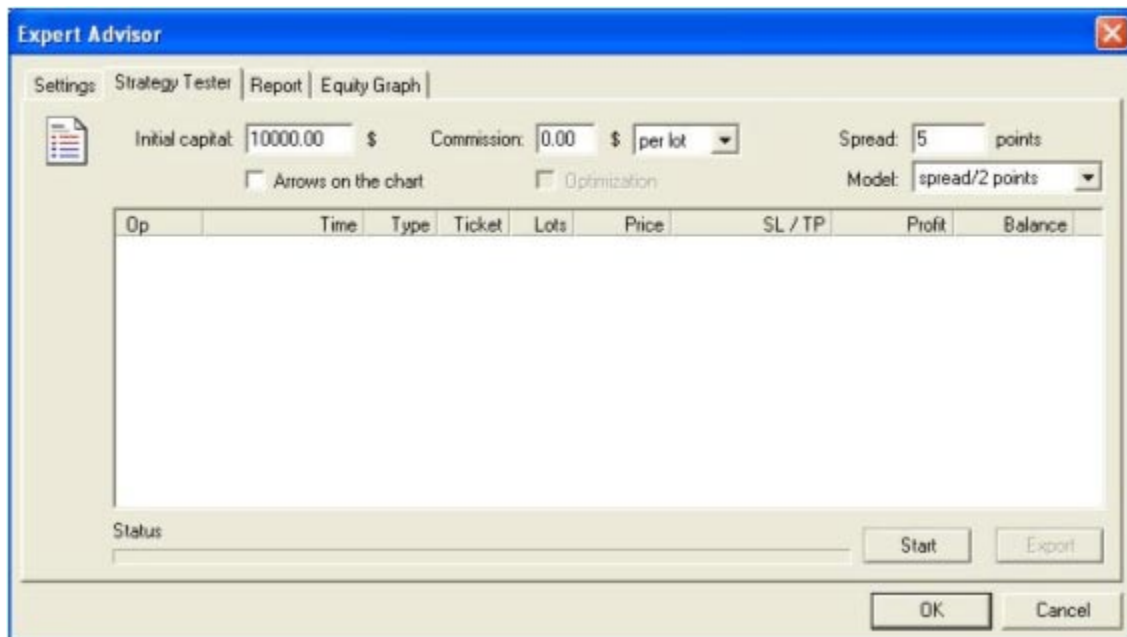 Expert Advisor
Settings Strategy Tester Report Equity Graph
Initial capital: 10000.00 $ Commission: 0.00 $ per lot Spread: 5 points
Arrows on the chart Optimization Model: spread/2 points
Op Time Type Ticket Lots Price SL / TP Profit Balance
Status
Start Export
OK Cancel